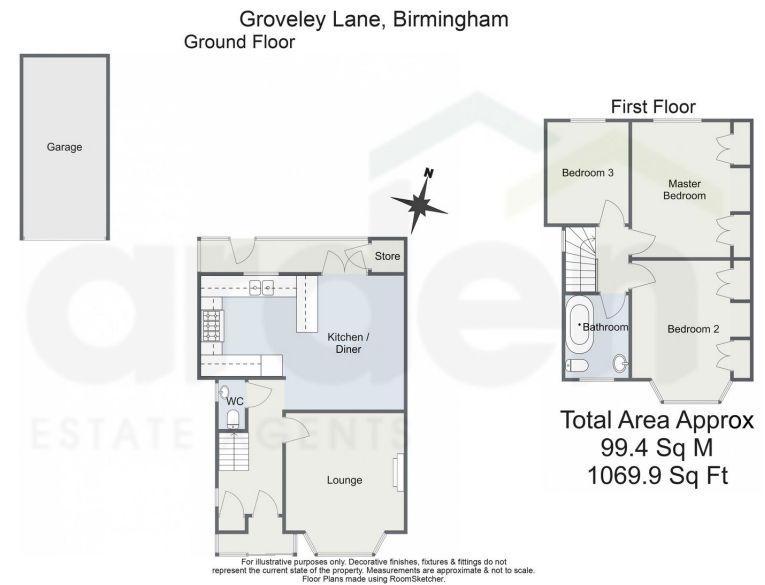 Groveley Lane, Birmingham
Ground Floor
Garage
N
Store
Kitchen /
Diner
WC
Lounge
First Floor
Bedroom 3
Master
Bedroom
Bathroom
Bedroom 2
Total Area Approx
99.4 Sq M
1069.9 Sq Ft
arden
ESTATE AGENTS
For illustrative purposes only. Decorative finishes, fixtures & fittings do not
represent the current state of the property. Measurements are approximate & not to scale.
Floor Plans made using RoomSketcher.